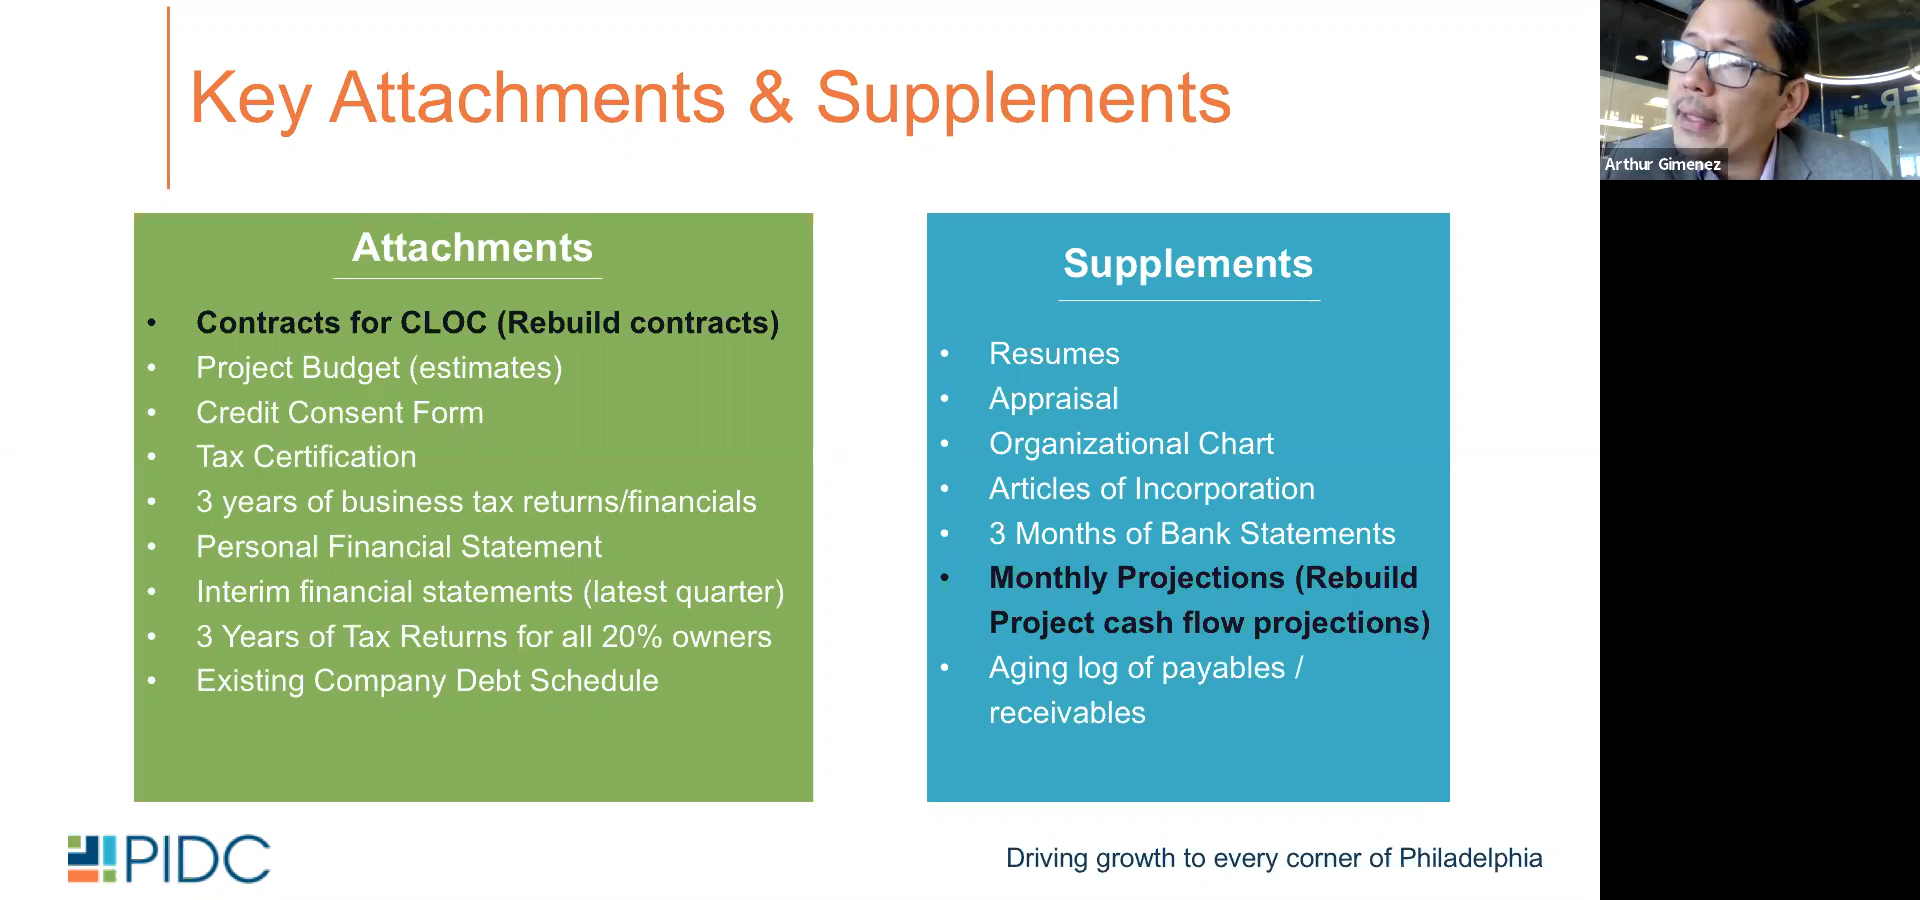 Key Attachments & Supplements
Attachments
• Contracts for CLOC (Rebuild contracts)
• Project Budget (estimates)
• Credit Consent Form
• Tax Certification
• 3 years of business tax returns/financials
• Personal Financial Statement
• Interim financial statements (latest quarter)
• 3 Years of Tax Returns for all 20% owners
• Existing Company Debt Schedule
Supplements
• Resumes
• Appraisal
• Organizational Chart
• Articles of Incorporation
• 3 Months of Bank Statements
• Monthly Projections (Rebuild
Project cash flow projections)
• Aging log of payables /
receivables
PIDC
Driving growth to every corner of Philadelphia
Arthur Gimenez